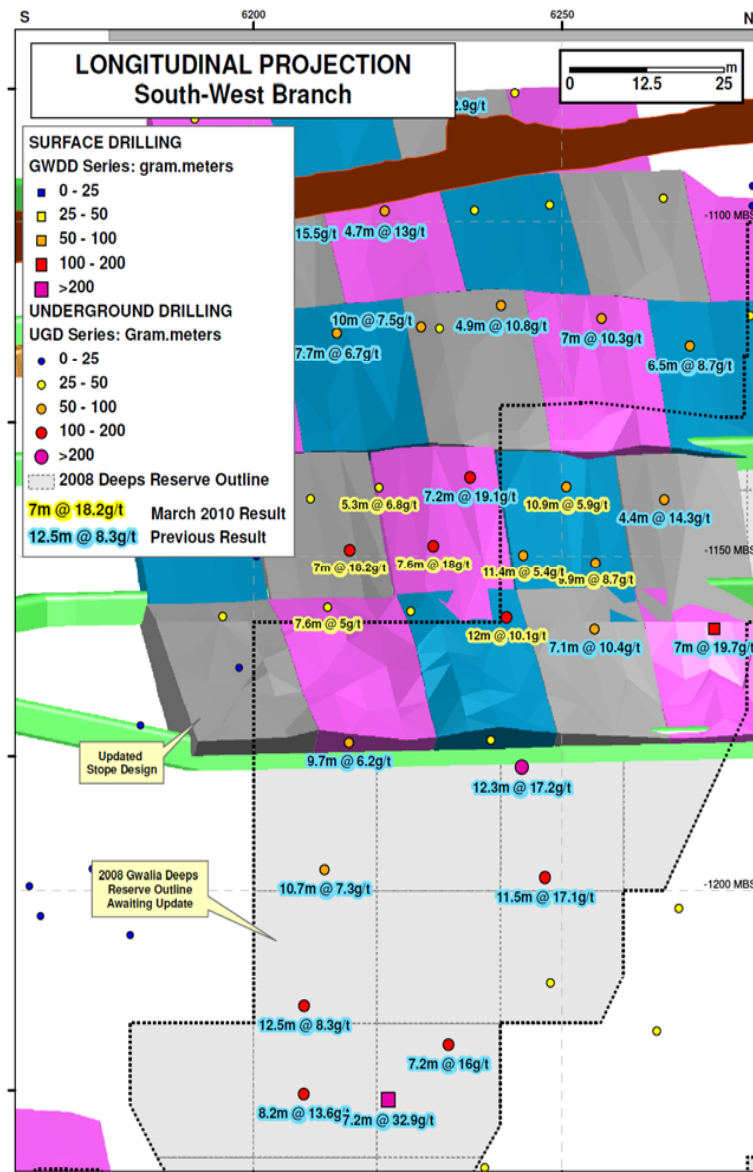 S 6200 6250 N
LONGITUDINAL PROJECTION
South-West Branch
m
0 12.5 25
SURFACE DRILLING
GWDD Series: gram.meters
0 - 25
25 - 50
50 - 100
100 - 200
>200
UNDERGROUND DRILLING
UGD Series: Gram.meters
0 - 25
25 - 50
50 - 100
100 - 200
>200
2008 Deeps Reserve Outline
7m @ 18.2g/t March 2010 Result
12.5m @ 8.3g/t Previous Result
2.9g/t
-1100 MBS
15.5g/t 4.7m @ 13g/t
10m @ 7.5g/t 4.9m @ 10.8g/t 7m @ 10.3g/t
7.7m @ 6.7g/t 6.5m @ 8.7g/t
5.3m @ 6.8g/t 7.2m @ 19.1g/t 10.9m @ 5.9g/t 4.4m @ 14.3g/t
-1150 MBS
7m @ 18.2g/t 7.6m @ 18g/t 11.4m @ 5.4g/t
.9m @ 8.7g/t
7.6m @ 5g/t 12m @ 10.1g/t 7.1m @ 10.4g/t 7m @ 19.7g/t
Updated
Stope Design
9.7m @ 6.2g/t
12.3m @ 17.2g/t
2008 Gwalia Deeps
Reserve Outline
Awaiting Update
10.7m @ 7.3g/t 11.5m @ 17.1g/t
-1200 MBS
12.5m @ 8.3g/t
7.2m @ 16g/t
8.2m @ 13.6g/t 7.2m @ 32.9g/t